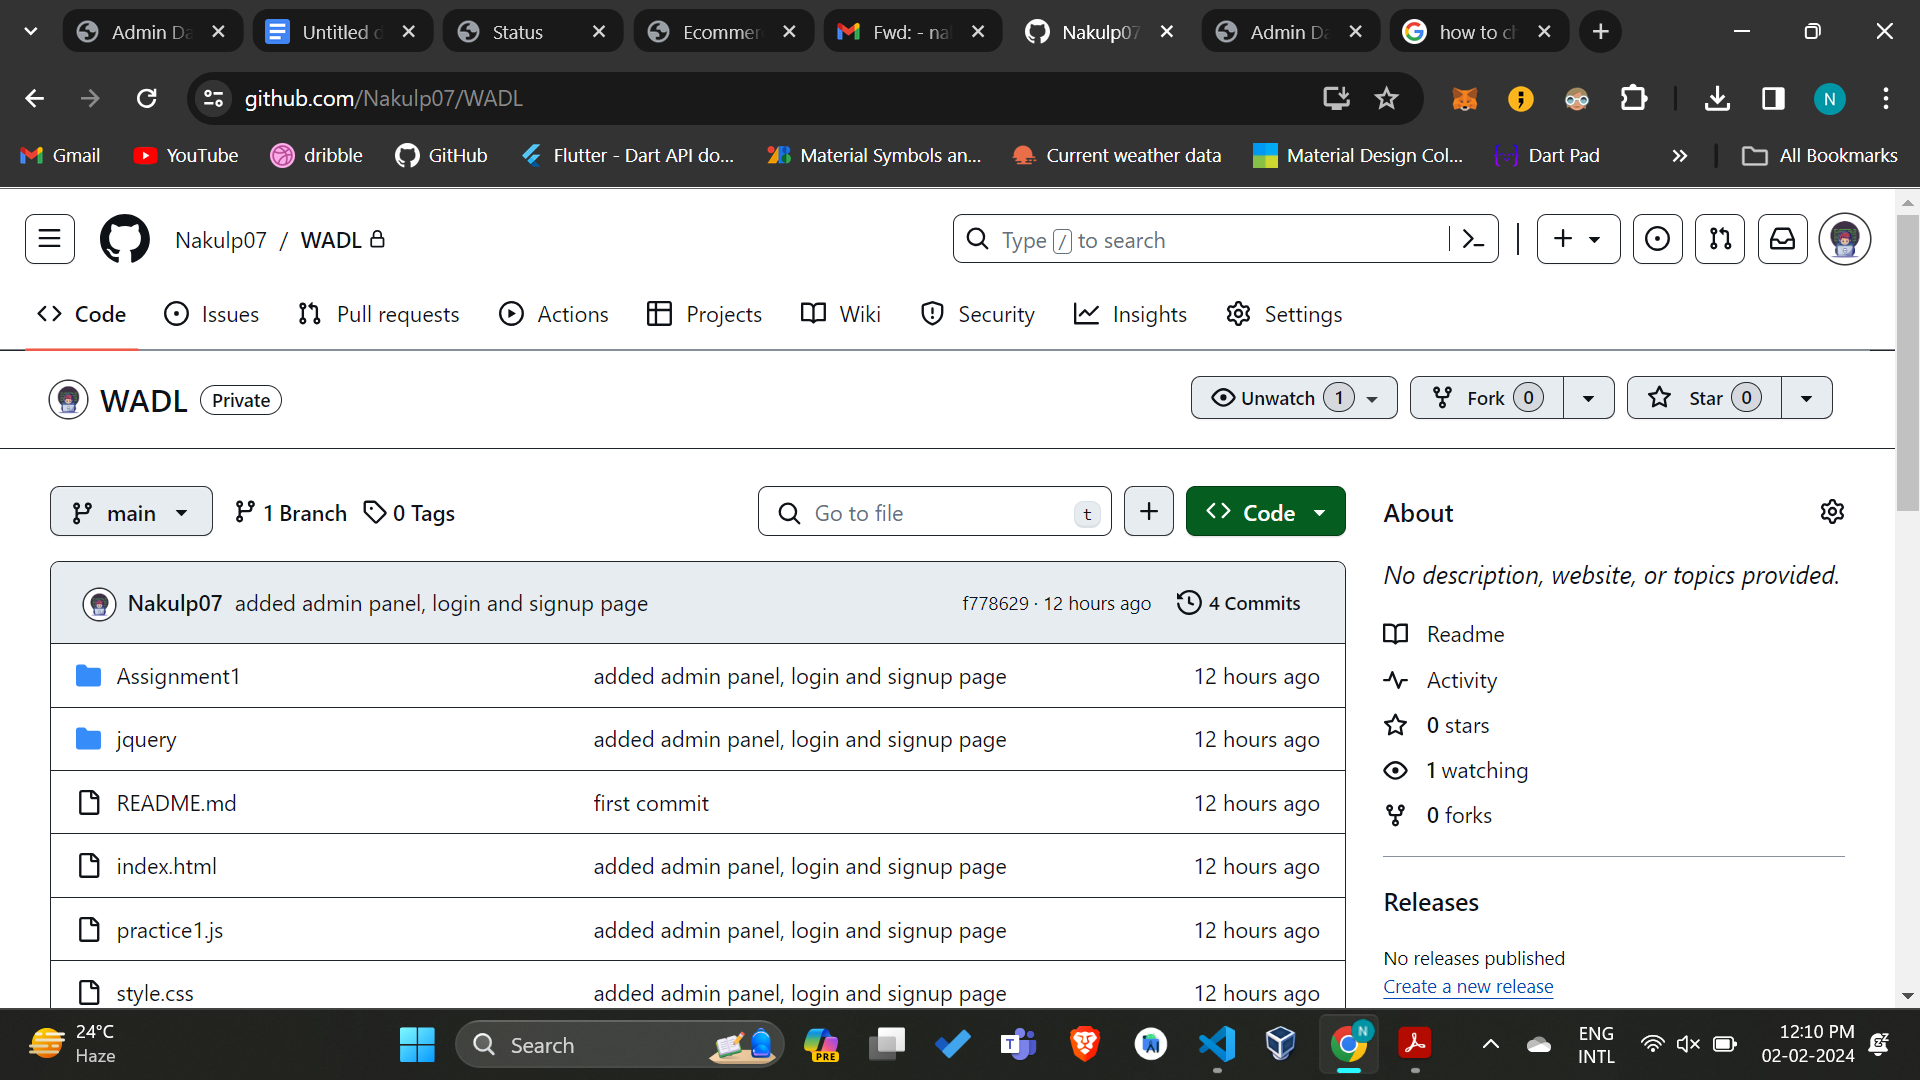 Admin Da
Untitled d
Status
Ecommer
Fwd: - nal
Nakulp07
Admin Da
how to ch
github.com/Nakulp07/WADL
N
Gmail
YouTube
dribble
GitHub
Flutter - Dart API do...
Material Symbols an...
Current weather data
Material Design Col...
Dart Pad
All Bookmarks
Nakulp07 / WADL
Type / to search
Code
Issues
Pull requests
Actions
Projects
Wiki
Security
Insights
Settings
WADL Private
Unwatch 1
Fork 0
Star 0
main
1 Branch
0 Tags
Go to file t
Code
About
No description, website, or topics provided.
Nakulp07 added admin panel, login and signup page f778629 · 12 hours ago 4 Commits
Assignment1 added admin panel, login and signup page 12 hours ago
jquery added admin panel, login and signup page 12 hours ago
README.md first commit 12 hours ago
index.html added admin panel, login and signup page 12 hours ago
practice1.js added admin panel, login and signup page 12 hours ago
style.css added admin panel, login and signup page 12 hours ago
Readme
Activity
0 stars
1 watching
0 forks
Releases
No releases published
Create a new release
24°C
Haze
Search
PRE
T
N
ENG
INTL
12:10 PM
02-02-2024